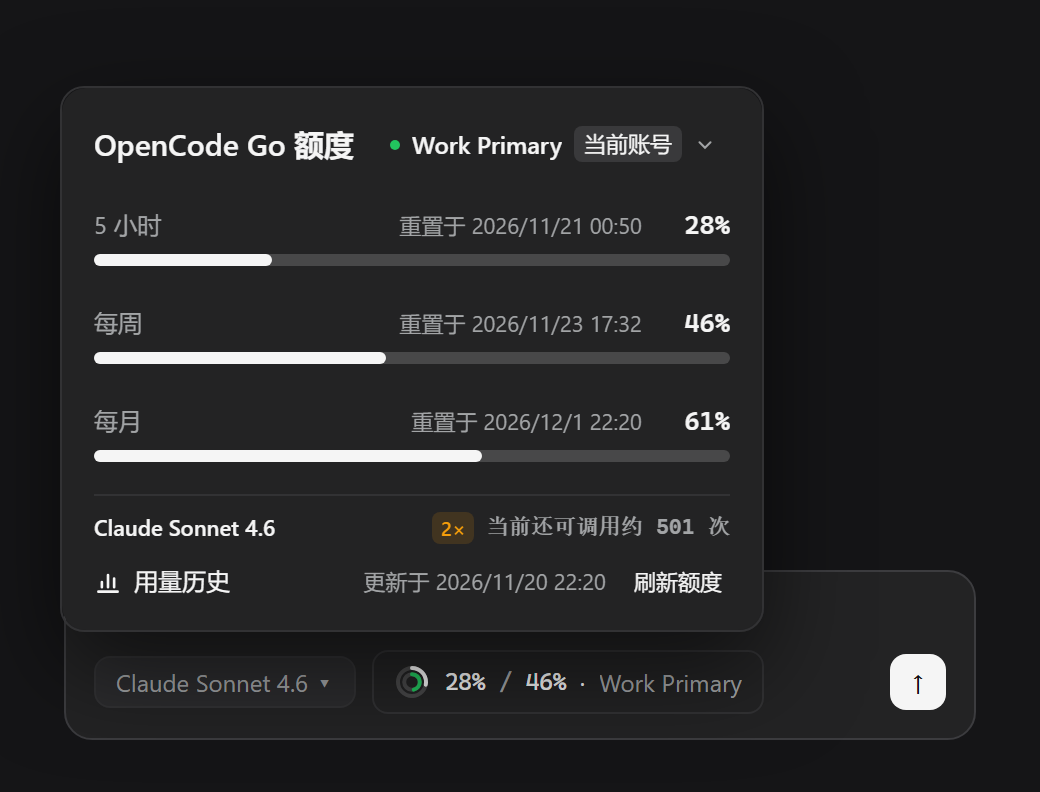 OpenCode Go 额度 Work Primary 当前账号
5 小时 重置于 2026/11/21 00:50 28%
每周 重置于 2026/11/23 17:32 46%
每月 重置于 2026/12/1 22:20 61%
Claude Sonnet 4.6 2× 当前还可调用约 501 次
用量历史 更新于 2026/11/20 22:20 刷新额度
Claude Sonnet 4.6 ▾ 28% / 46% · Work Primary ↑